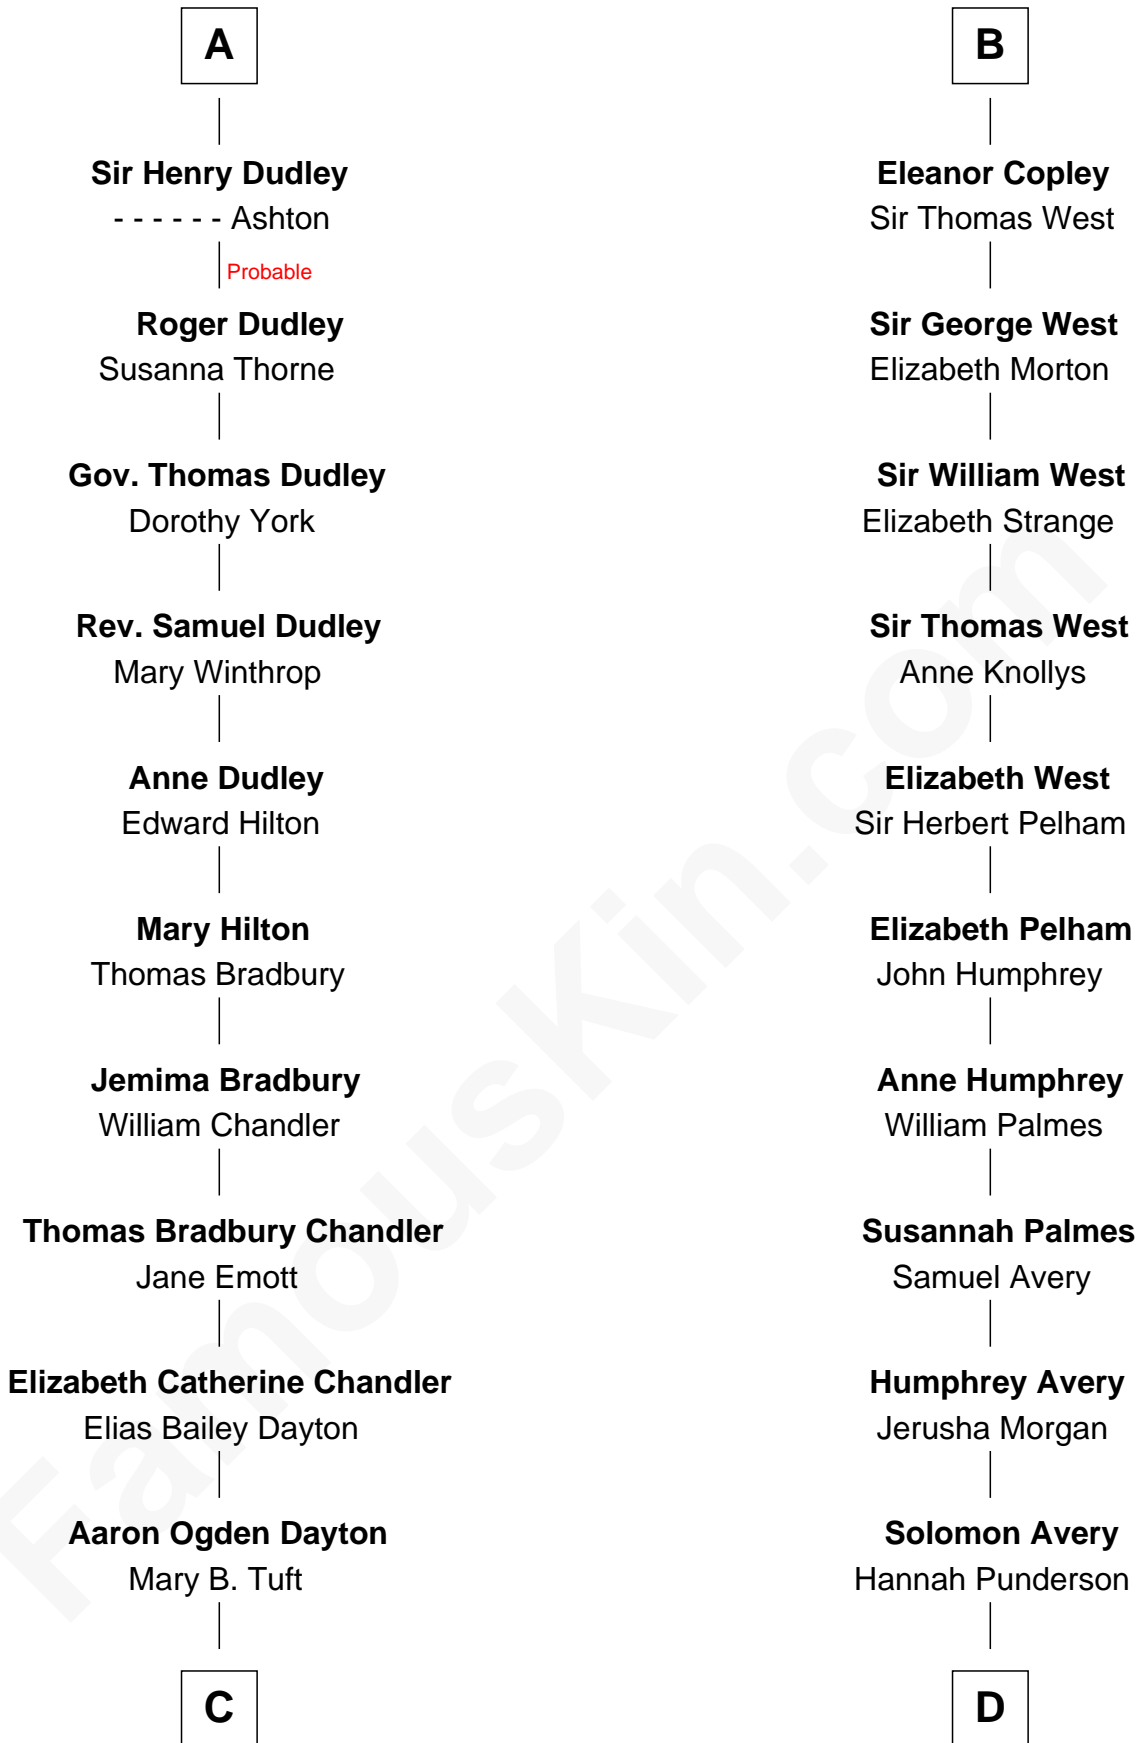 A
Sir Henry Dudley
- - - - - - Ashton
Probable
Roger Dudley
Susanna Thorne
Gov. Thomas Dudley
Dorothy York
Rev. Samuel Dudley
Mary Winthrop
Anne Dudley
Edward Hilton
Mary Hilton
Thomas Bradbury
Jemima Bradbury
William Chandler
Thomas Bradbury Chandler
Jane Emott
Elizabeth Catherine Chandler
Elias Bailey Dayton
Aaron Ogden Dayton
Mary B. Tuft
C
B
Eleanor Copley
Sir Thomas West
Sir George West
Elizabeth Morton
Sir William West
Elizabeth Strange
Sir Thomas West
Anne Knollys
Elizabeth West
Sir Herbert Pelham
Elizabeth Pelham
John Humphrey
Anne Humphrey
William Palmes
Susannah Palmes
Samuel Avery
Humphrey Avery
Jerusha Morgan
Solomon Avery
Hannah Punderson
D
FamousKin.com